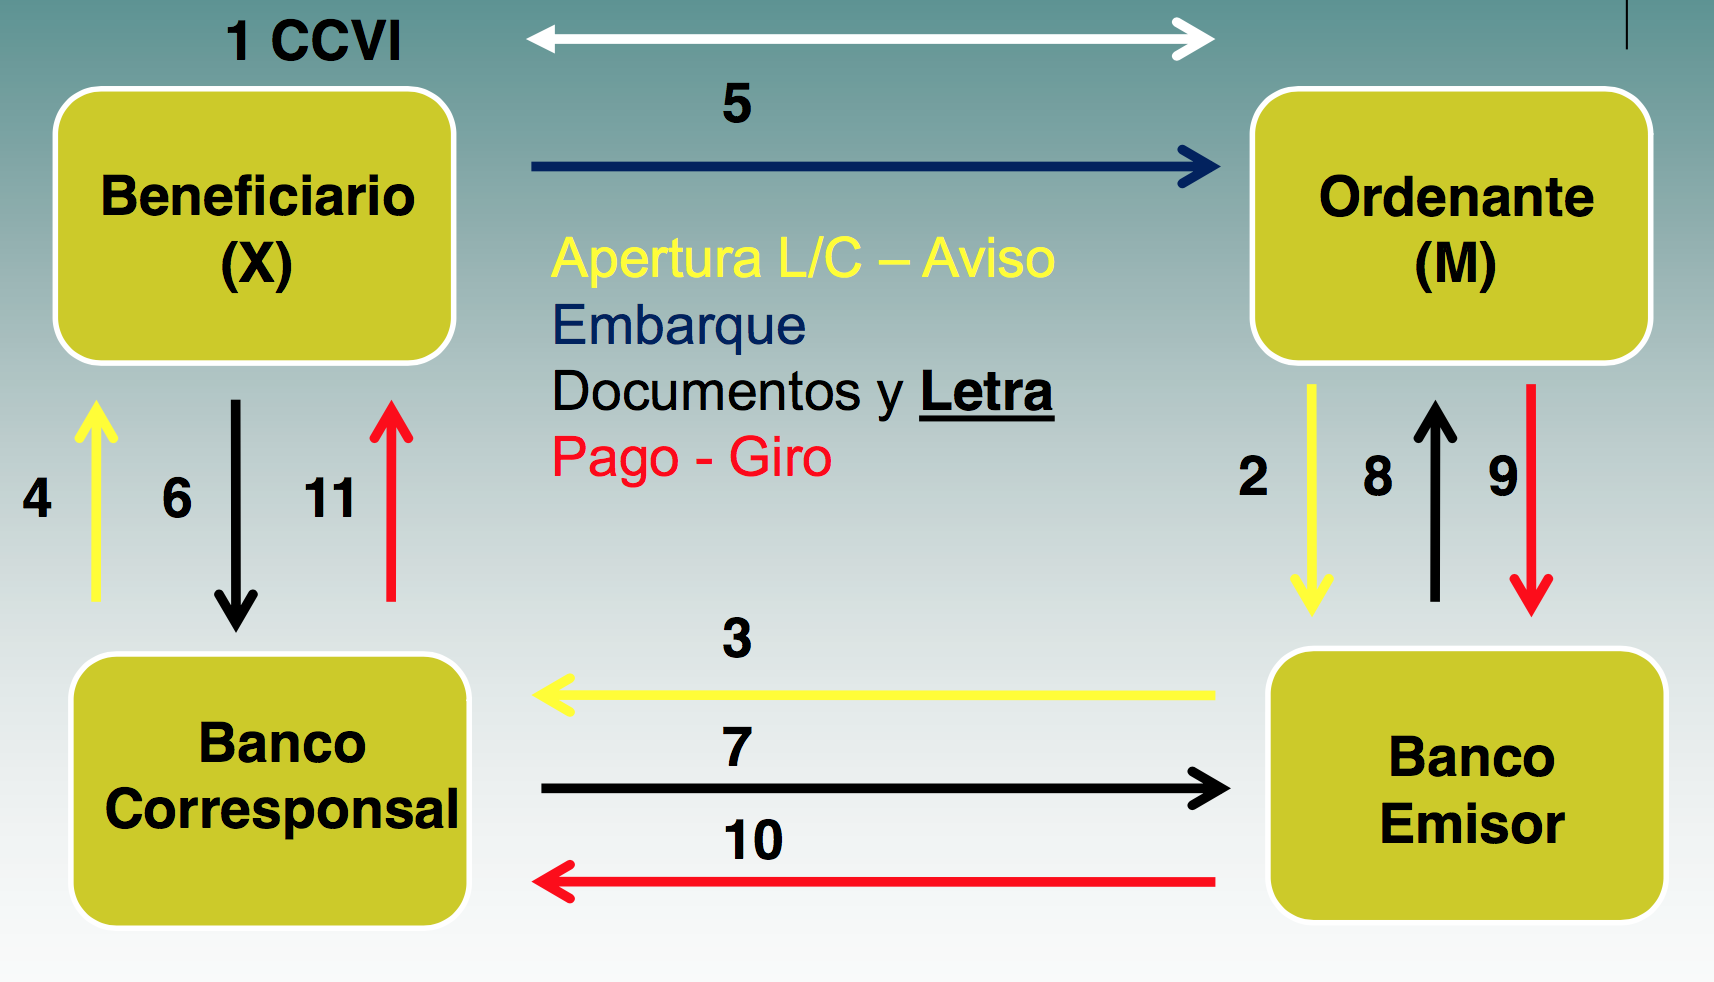 1 CCVI
5
Beneficiario
(X)
Ordenante
(M)
Apertura L/C – Aviso
Embarque
Documentos y Letra
Pago - Giro
4
6
11
2
8
9
3
7
10
Banco
Corresponsal
Banco
Emisor